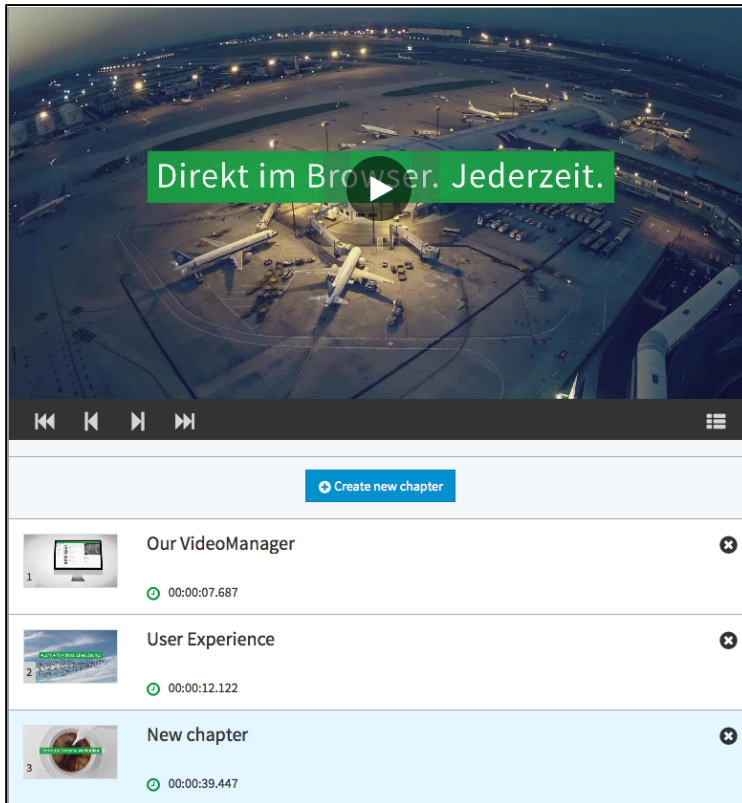 Direkt im Browser. Jederzeit.
Create new chapter
Our VideoManager
1
00:00:07.687
User Experience
2
00:00:12.122
New chapter
3
00:00:39.447